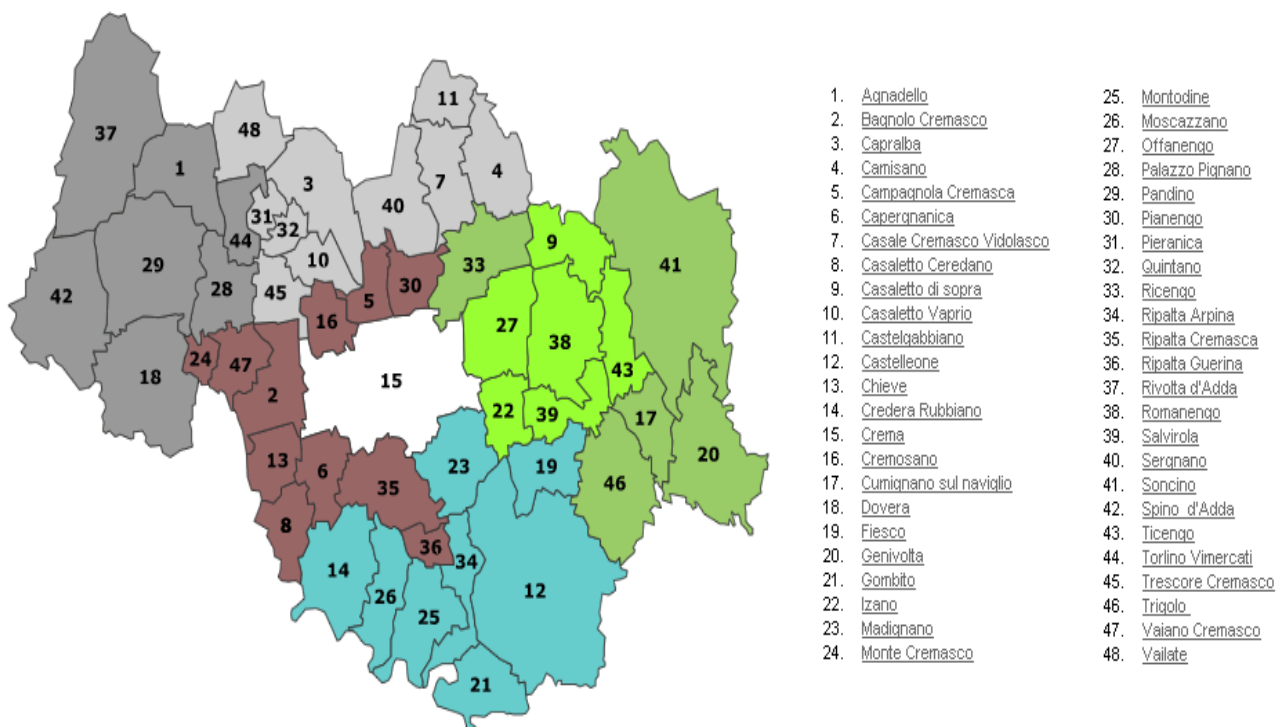 11
37
48
1
3
7
4
40
31
32
44
9
10
33
29
41
28
45
42
5
30
16
27
38
24
47
43
18
15
2
22
39
17
13
23
19
20
6
35
46
8
36
14
34
26
12
25
21
1. Agnadello
2 Bagnolo Cremasco
3. Capralba
4. Camisano
5. Campagnola Cremasca
6. Capergnanica
7. Casale Cremasco Vidolasco
8. Casaletto Ceredano
9. Casaletto di sopra
10. Casaletto Vaprio
11. Castelgabbiano
12. Castelleone
13. Chieve
14. Credera Rubbiano
15. Crema
16. Cremosano
17. Cumignano sul naviglio
18. Dovera
19. Fiesco
20. Genivolta
21. Gombito
22. Izano
23. Madignano
24. Monte Cremasco
25. Montodine
26. Moscazzano
27. Offanengo
28. Palazzo Pignano
29. Pandino
30. Pianengo
31. Pieranica
32. Quintano
33. Ricengo
34. Ripalta Arpina
35. Ripalta Cremasca
36. Ripalta Guerina
37. Rivolta d'Adda
38. Romanengo
39. Salvirola
40. Sergnano
41. Soncino
42. Spino d'Adda
43. Ticengo
44. Torlino Vimercati
45. Trescore Cremasco
46. Trigolo
47. Vaiano Cremasco
48. Vailate